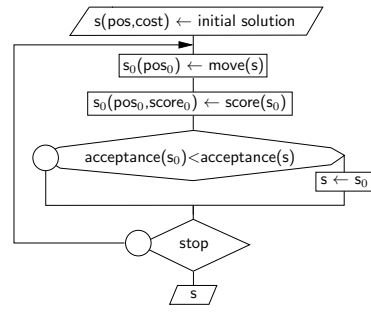 s(pos,cost) ← initial solution
s₀(pos₀) ← move(s)
s₀(pos₀,score₀) ← score(s₀)
acceptance(s₀)<acceptance(s)
s ← s₀
stop
s